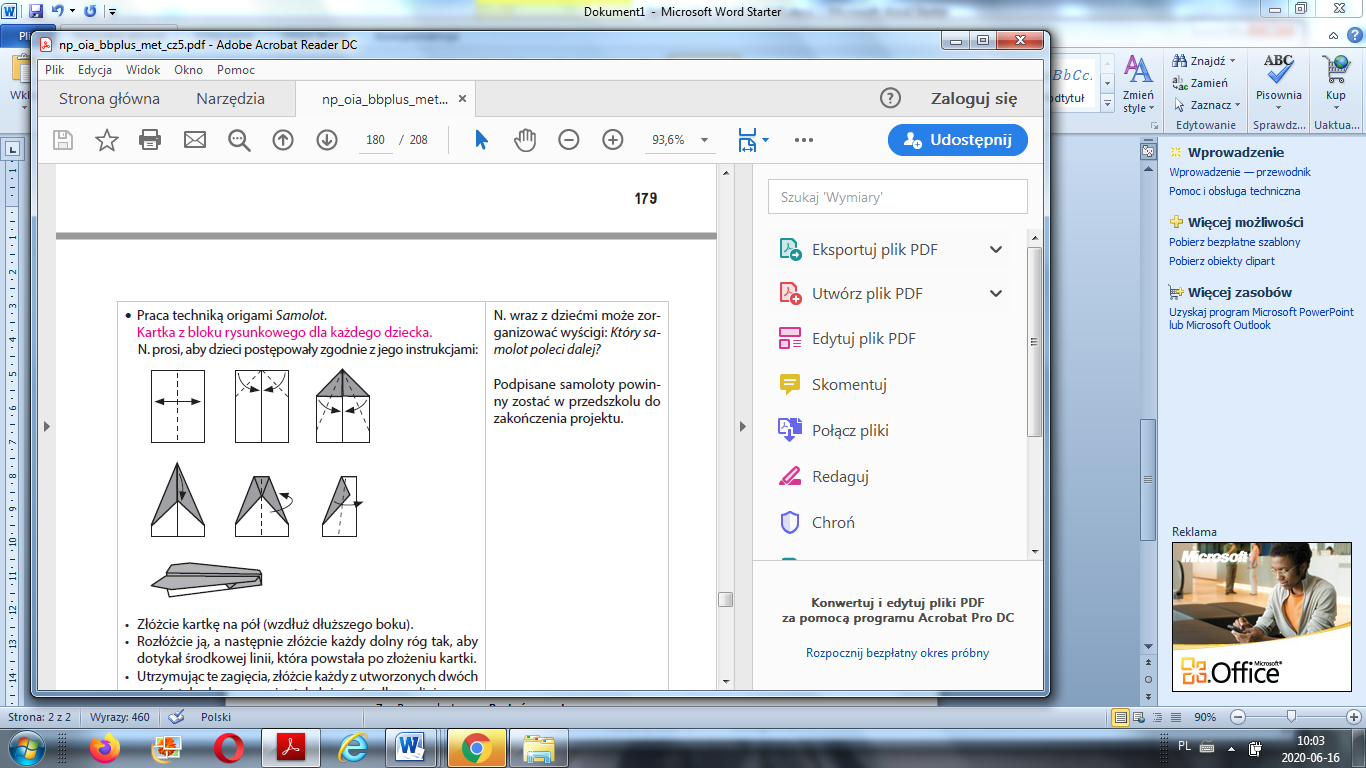 Dokument1 - Microsoft Word Starter
np_oia_bbplus_met_cz5.pdf - Adobe Acrobat Reader DC
Plik Edycja Widok Okno Pomoc
Strona główna Narzędzia np_oia_bbplus_met... × Zaloguj się
180 / 208 93,6% Udostępnij
179
• Praca techniką origami Samolot.
Kartka z bloku rysunkowego dla każdego dziecka.
N. prosi, aby dzieci postępowały zgodnie z jego instrukcjami:
• Złóżcie kartkę na pół (wzdłuż dłuższego boku).
• Rozłóżcie ją, a następnie złóżcie każdy dolny róg tak, aby
dotykał środkowej linii, która powstała po złożeniu kartki.
• Utrzymując te zagięcia, złóżcie każdy z utworzonych dwóch
N. wraz z dziećmi może zor-
ganizować wyścigi: Który sa-
molot poleci dalej?
Podpisane samoloty powin-
ny zostać w przedszkolu do
zakończenia projektu.
Szukaj 'Wymiary'
Eksportuj plik PDF
Utwórz plik PDF
Edytuj plik PDF
Skomentuj
Połącz pliki
Redaguj
Chroń
Konwertuj i edytuj pliki PDF
za pomocą programu Acrobat Pro DC
Rozpocznij bezpłatny okres próbny
Zmień
style
Znajdź
Zamień
Zaznacz
Edytowanie
ABC
Pisownia
Sprawdz...
Kup
Uaktua...
Wprowadzenie
Wprowadzenie — przewodnik
Pomoc i obsługa techniczna
Więcej możliwości
Pobierz bezpłatne szablony
Pobierz obiekty clipart
Więcej zasobów
Uzyskaj program Microsoft PowerPoint
lub Microsoft Outlook
Reklama
Microsoft
Office
Strona: 2 z 2 Wyrazy: 460 Polski 90%
PL 10:03
2020-06-16